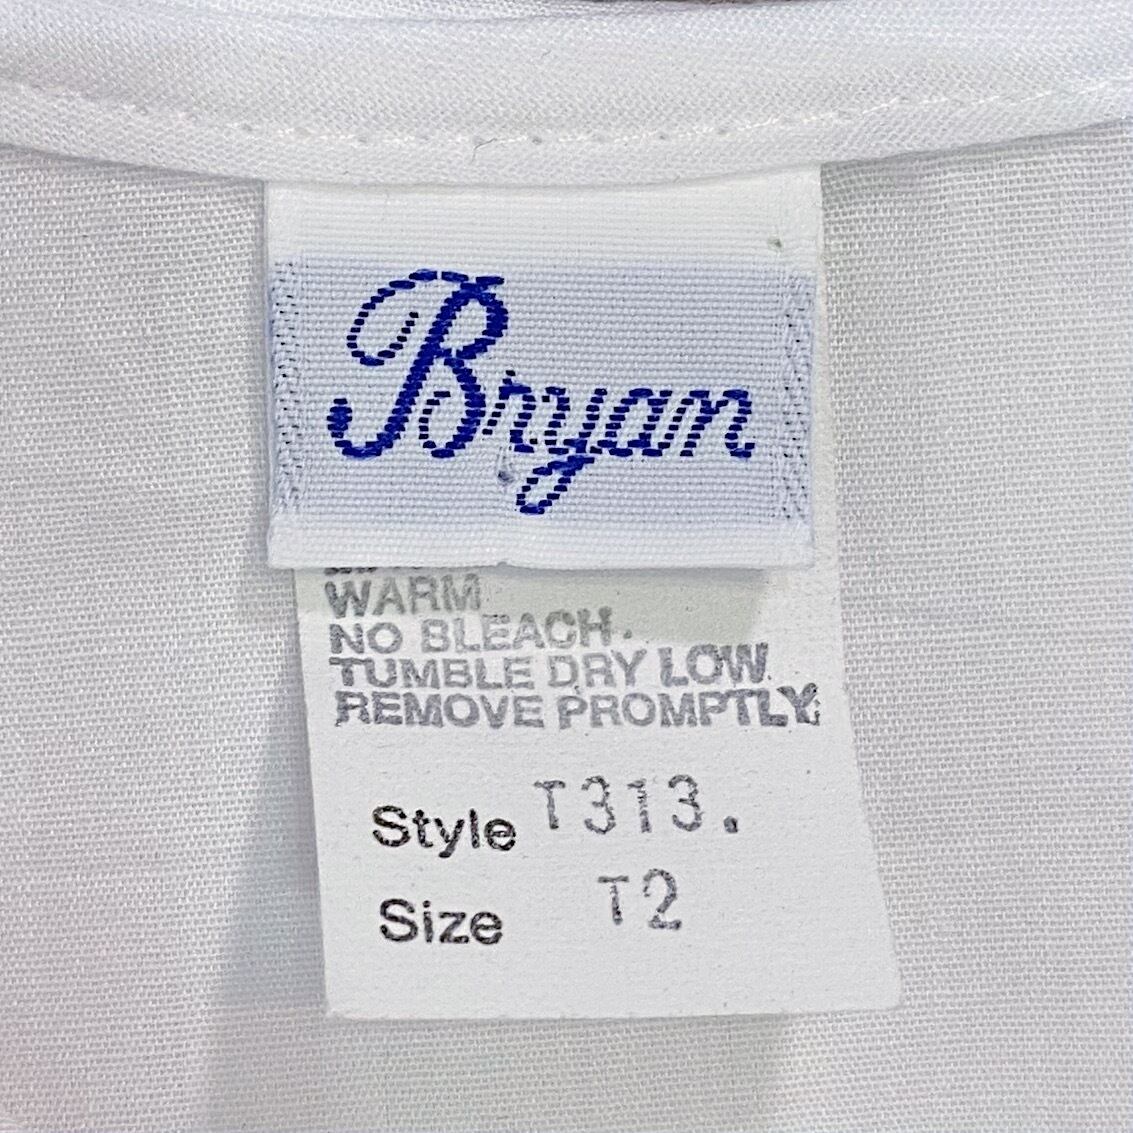 Bryan
WARM
NO BLEACH.
TUMBLE DRY LOW.
REMOVE PROMPTLY.
Style T313.
Size T2